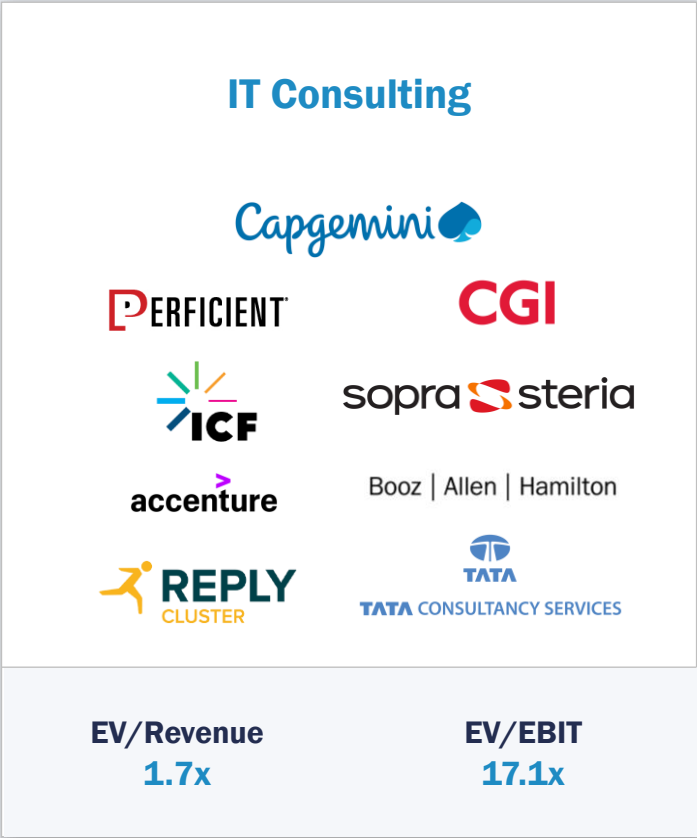 IT Consulting
Capgemini
PERFICIENT
CGI
ICF
sopra steria
accenture
Booz | Allen | Hamilton
REPLY
CLUSTER
TATA
TATA CONSULTANCY SERVICES
EV/Revenue
EV/EBIT
1.7x
17.1x